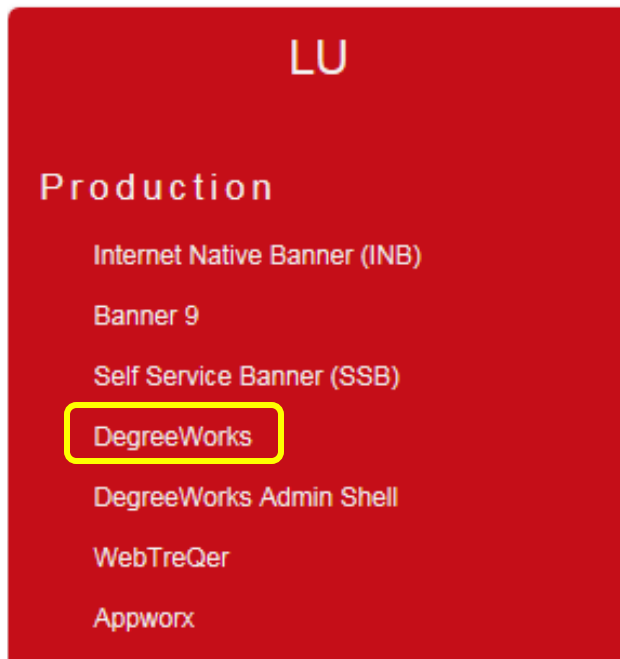 LU
Production
Internet Native Banner (INB)
Banner 9
Self Service Banner (SSB)
DegreeWorks
DegreeWorks Admin Shell
WebTreQer
Appworx